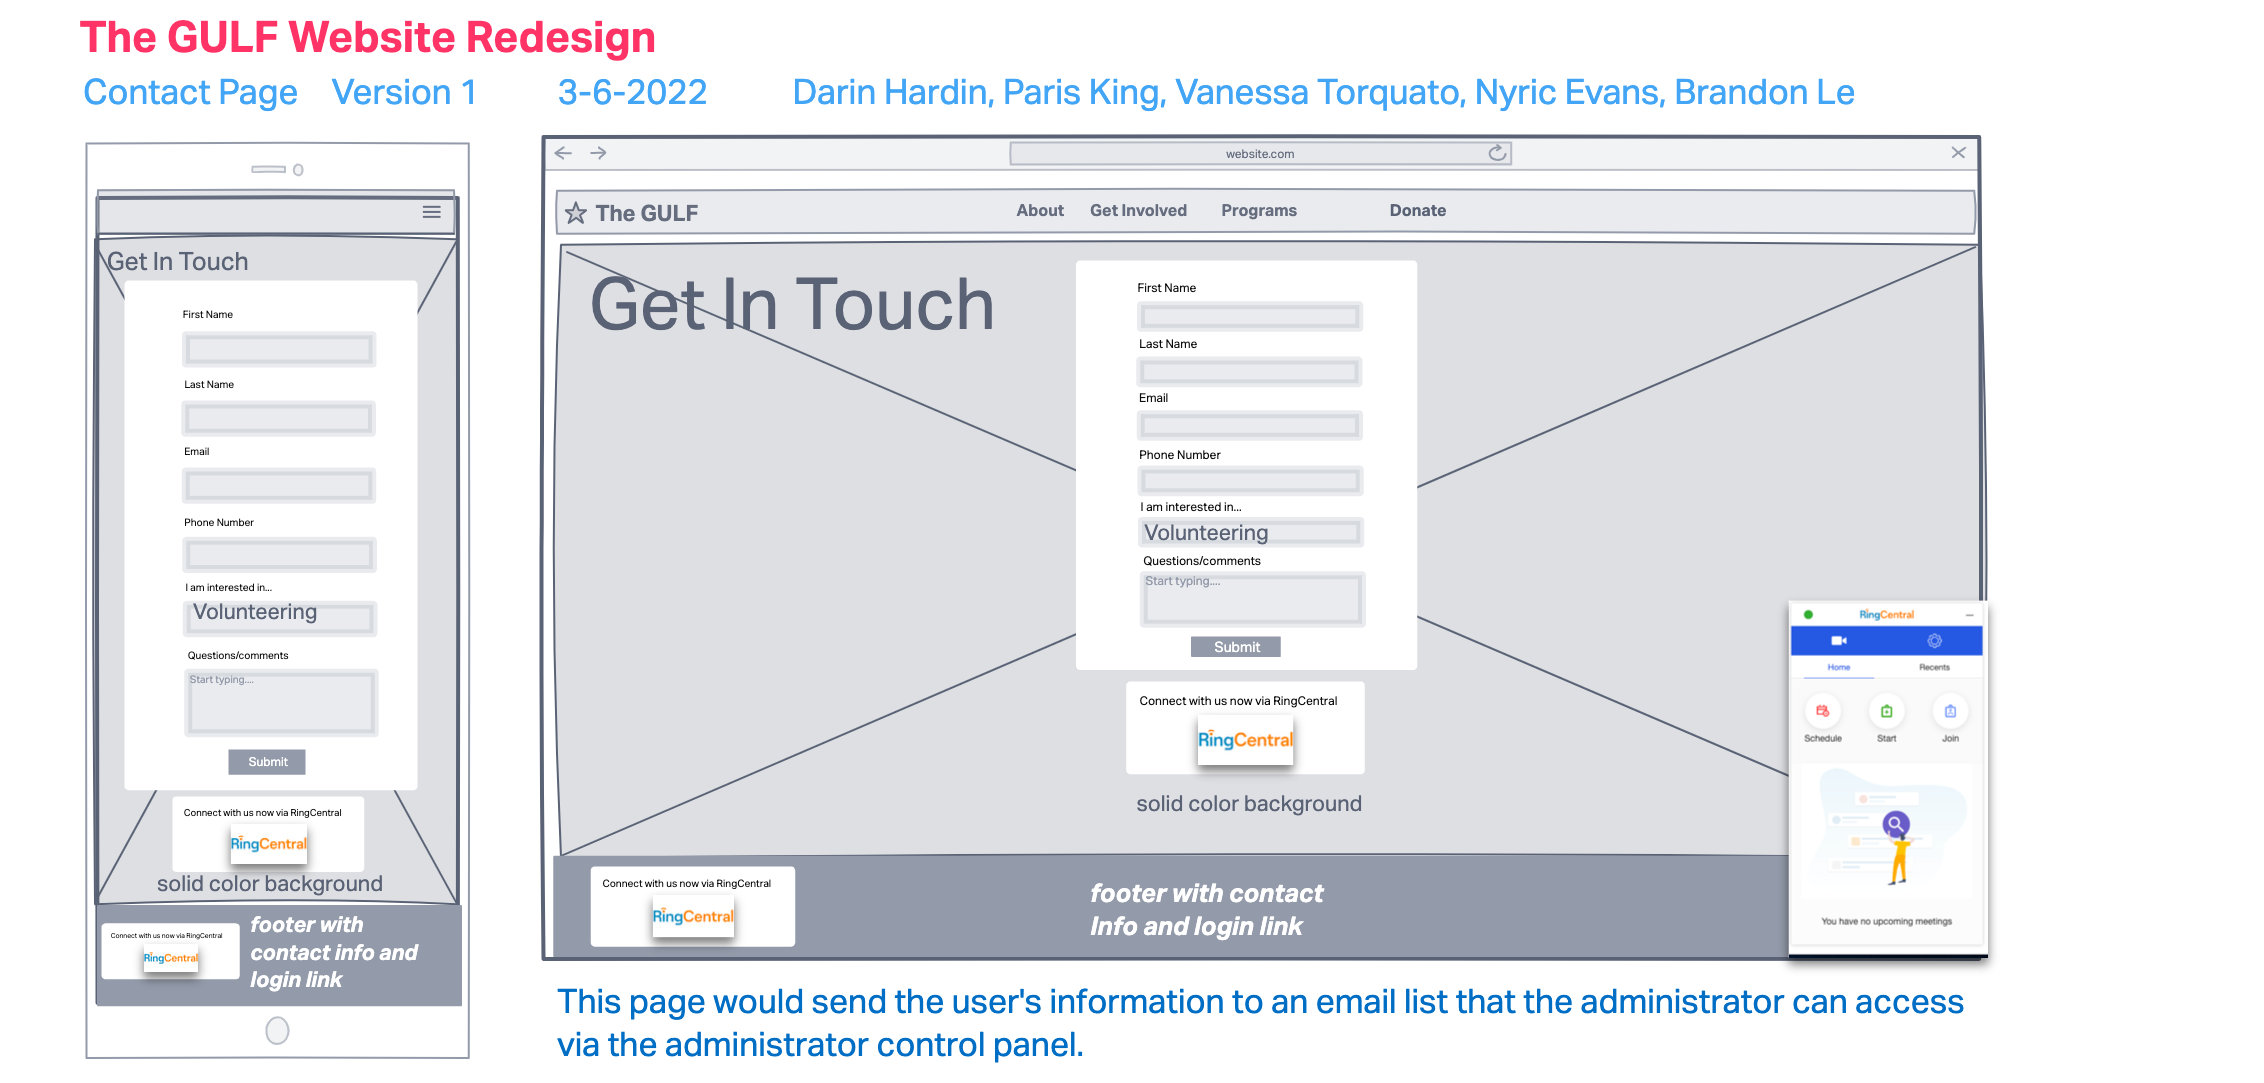 The GULF Website Redesign
Contact Page Version 1 3-6-2022 Darin Hardin, Paris King, Vanessa Torquato, Nyric Evans, Brandon Le
Get In Touch
First Name
Last Name
Email
Phone Number
I am interested in...
Volunteering
Questions/comments
Start typing....
Submit
Connect with us now via RingCentral
RingCentral
solid color background
Connect with us now via RingCentral
RingCentral
footer with
contact info and
login link
website.com
The GULF About Get Involved Programs Donate
Get In Touch
First Name
Last Name
Email
Phone Number
I am interested in...
Volunteering
Questions/comments
Start typing....
Submit
Connect with us now via RingCentral
RingCentral
solid color background
Connect with us now via RingCentral
RingCentral
footer with contact
Info and login link
RingCentral
Home Recents
Schedule Start Join
You have no upcoming meetings
This page would send the user's information to an email list that the administrator can access
via the administrator control panel.